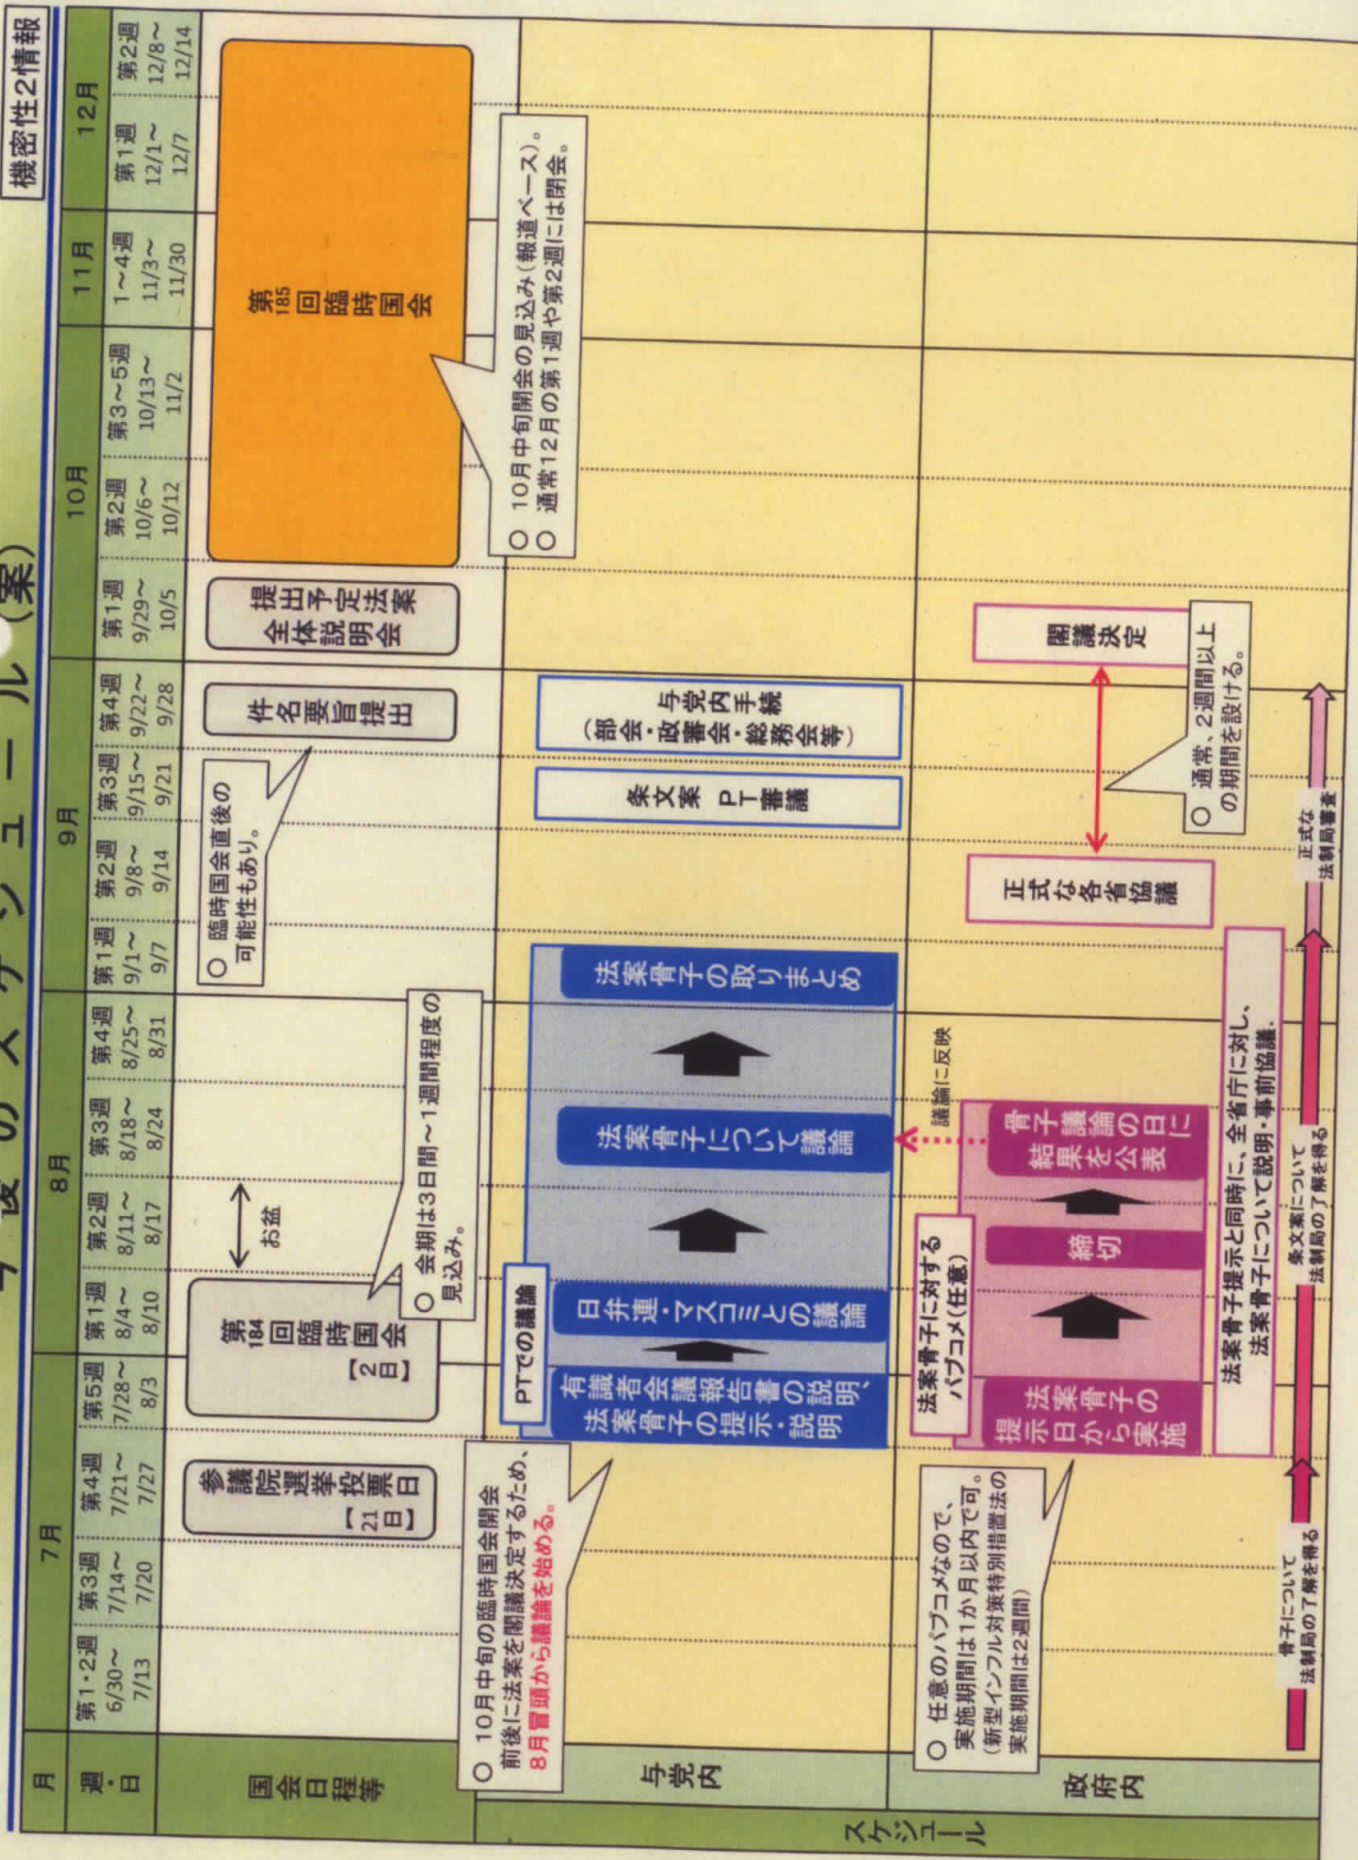 機密性2情報
今後のスケジュール(案)
月
7月
8月
9月
10月
11月
12月
週・日
第1・2週
6/30～
7/13
第3週
7/14～
7/20
第4週
7/21～
7/27
第5週
7/28～
8/3
第1週
8/4～
8/10
第2週
8/11～
8/17
第3週
8/18～
8/24
第4週
8/25～
8/31
第1週
9/1～
9/7
第2週
9/8～
9/14
第3週
9/15～
9/21
第4週
9/22～
9/28
第1週
9/29～
10/5
第2週
10/6～
10/12
第3～5週
10/13～
11/2
1～4週
11/3～
11/30
第1週
12/1～
12/7
第2週
12/8～
12/14
国会日程等
参議院選挙投票日
【21日】
第184回臨時国会
【2日】
お盆
○ 会期は3日間～1週間程度の
見込み。
○ 臨時国会直後の
可能性もあり。
件名要旨提出
提出予定法案
全体説明会
第185回臨時国会
○ 10月中旬開会の見込み(報道ベース)。
○ 通常12月の第1週や第2週には閉会。
スケジュール
与党内
○ 10月中旬の臨時国会開会
前後に法案を閣議決定するため、
8月冒頭から議論を始める。
PTでの議論
有識者会議報告書の説明、
法案骨子の提示・説明
日弁連・マスコミとの議論
法案骨子について議論
法案骨子の取りまとめ
条文案 PT審議
与党内手続
(部会・政審会・総務会等)
政府内
○ 任意のパブコメなので、
実施期間は1か月以内で可。
(新型インフル対策特別措置法の
実施期間は2週間)
法案骨子に対する
パブコメ(任意)
法案骨子の
提示日から実施
締切
骨子議論の日に
結果を公表
議論に反映
法案骨子提示と同時に、全省庁に対し、
法案骨子について説明・事前協議.
正式な各省協議
閣議決定
○ 通常、2週間以上
の期間を設ける。
骨子について
法制局の了解を得る
条文案について
法制局の了解を得る
正式な
法制局審査